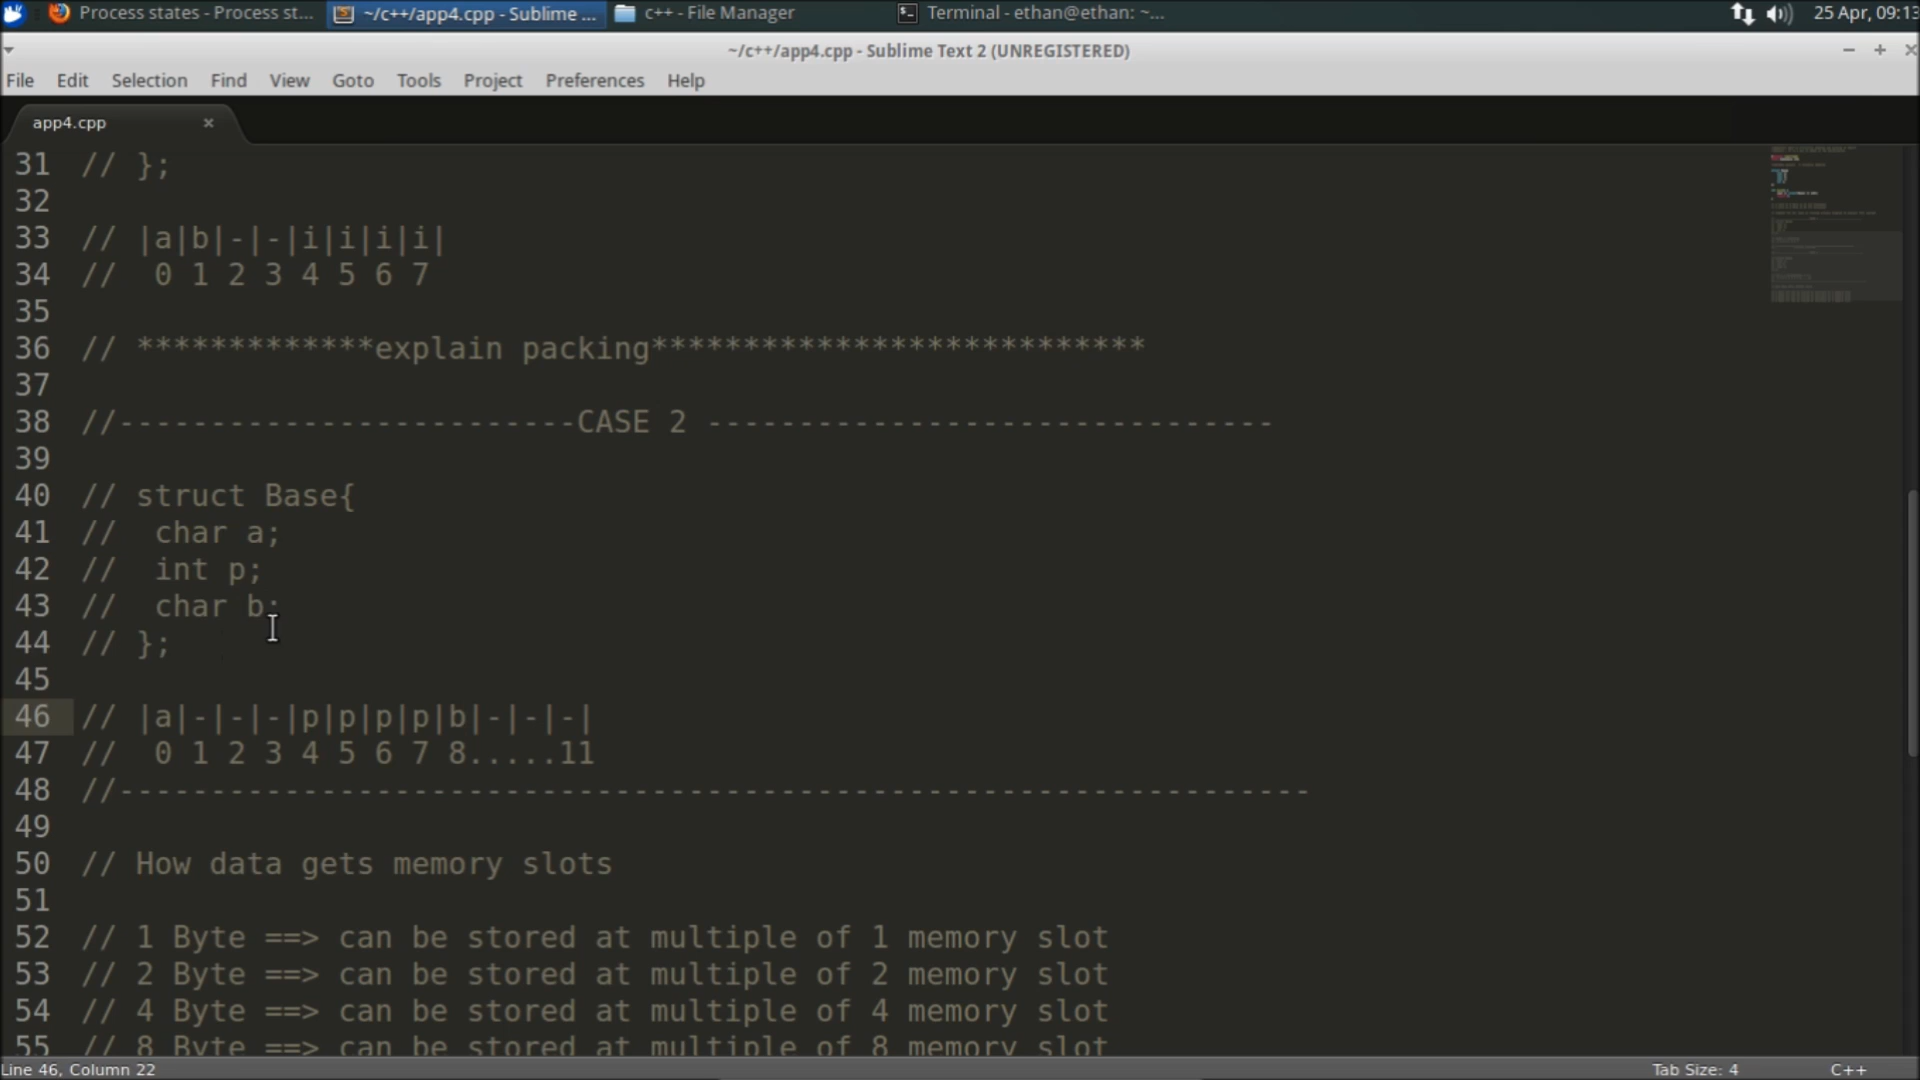 Process states - Process st... ~/c++/app4.cpp - Sublime ... c++ - File Manager Terminal - ethan@ethan: ~... 25 Apr, 09:13
~/c++/app4.cpp - Sublime Text 2 (UNREGISTERED)
File Edit Selection Find View Goto Tools Project Preferences Help
app4.cpp ×
31 // };
32
33 // |a|b|-|-|i|i|i|i|
34 // 0 1 2 3 4 5 6 7
35
36 // *************explain packing***************************
37
38 //-------------------------CASE 2 -------------------------------
39
40 // struct Base{
41 // char a;
42 // int p;
43 // char b;
44 // };
45
46 // |a|-|-|-|p|p|p|p|b|-|-|-|
47 // 0 1 2 3 4 5 6 7 8.....11
48 //-----------------------------------------------------------------
49
50 // How data gets memory slots
51
52 // 1 Byte ==> can be stored at multiple of 1 memory slot
53 // 2 Byte ==> can be stored at multiple of 2 memory slot
54 // 4 Byte ==> can be stored at multiple of 4 memory slot
55 // 8 Byte ==> can be stored at multiple of 8 memory slot
Line 46, Column 22 Tab Size: 4 C++